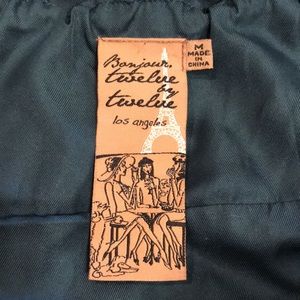 Bonjour,
twelve
by
twelve
los angeles
M
MADE
IN
CHINA